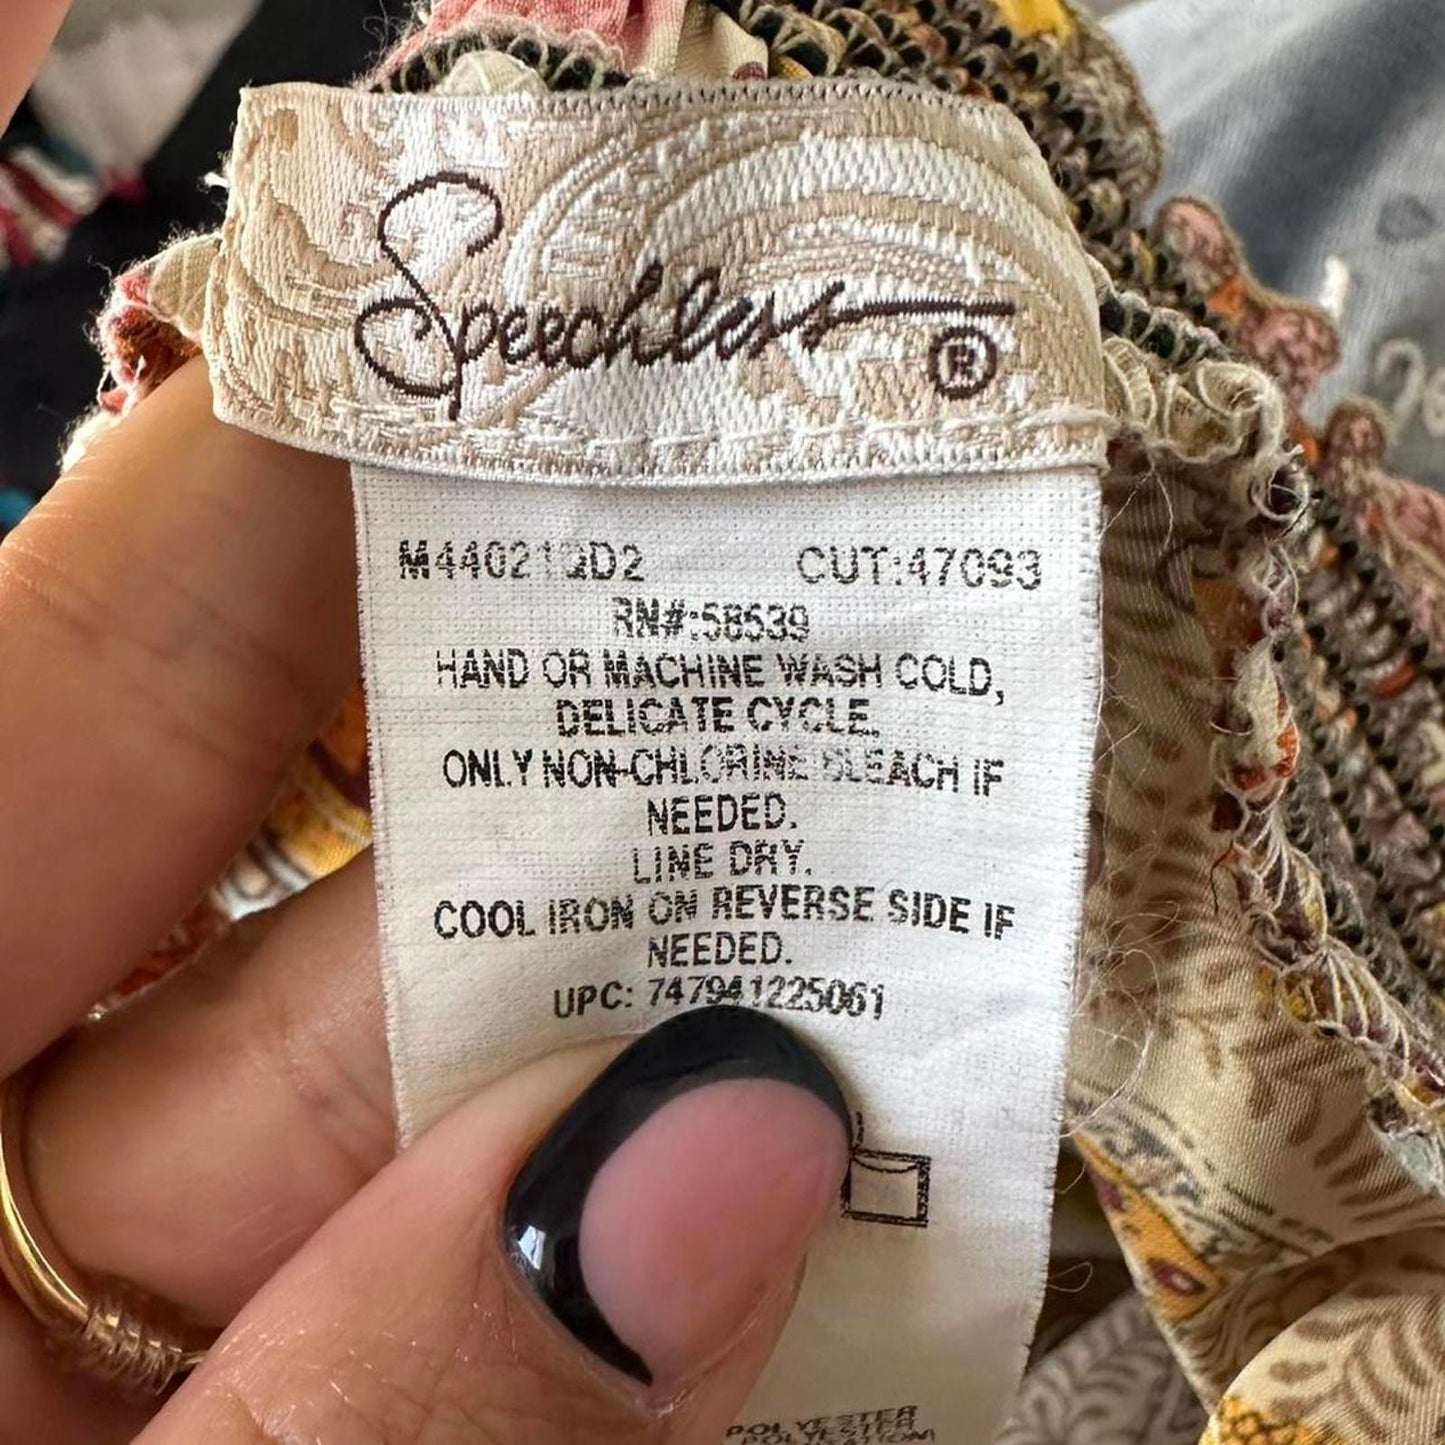 Speechless ®
M440212D2 CUT:47093
RN#:58539
HAND OR MACHINE WASH COLD,
DELICATE CYCLE.
ONLY NON-CHLORINE BLEACH IF
NEEDED.
LINE DRY.
COOL IRON ON REVERSE SIDE IF
NEEDED.
UPC: 747941225061
POLYESTER